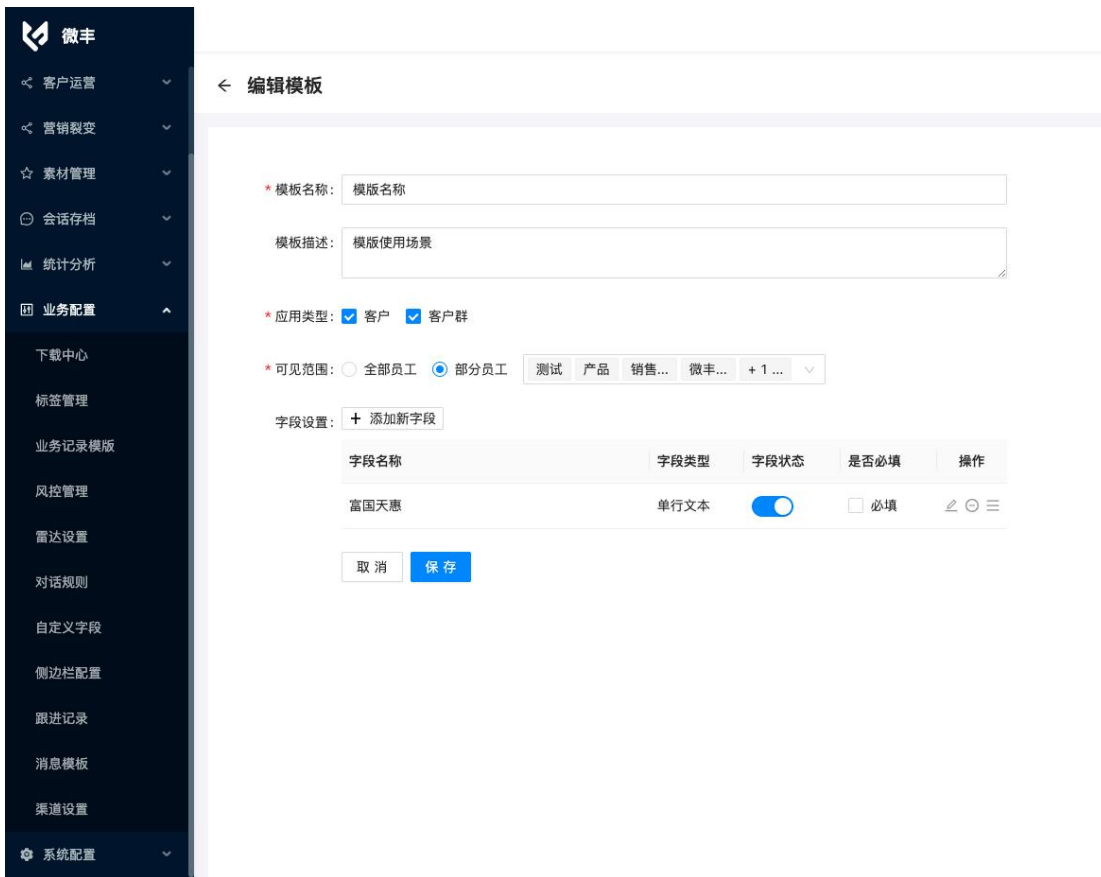 微丰
客户运营
营销裂变
素材管理
会话存档
统计分析
业务配置
下载中心
标签管理
业务记录模版
风控管理
雷达设置
对话规则
自定义字段
侧边栏配置
跟进记录
消息模板
渠道设置
系统配置
编辑模板
* 模板名称: 模版名称
模板描述: 模版使用场景
* 应用类型: 客户 客户群
* 可见范围: 全部员工 部分员工 测试 产品 销售... 微丰... + 1 ...
字段设置: + 添加新字段
字段名称 字段类型 字段状态 是否必填 操作
富国天惠 单行文本 必填
取 消 保 存